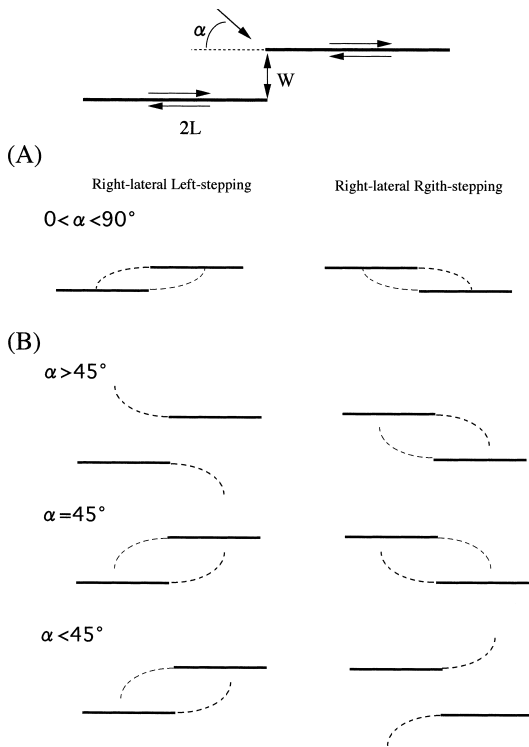 α
W
2L
(A)
Right-lateral Left-stepping
Right-lateral Rgith-stepping
0<α<90°
(B)
α>45°
α=45°
α<45°